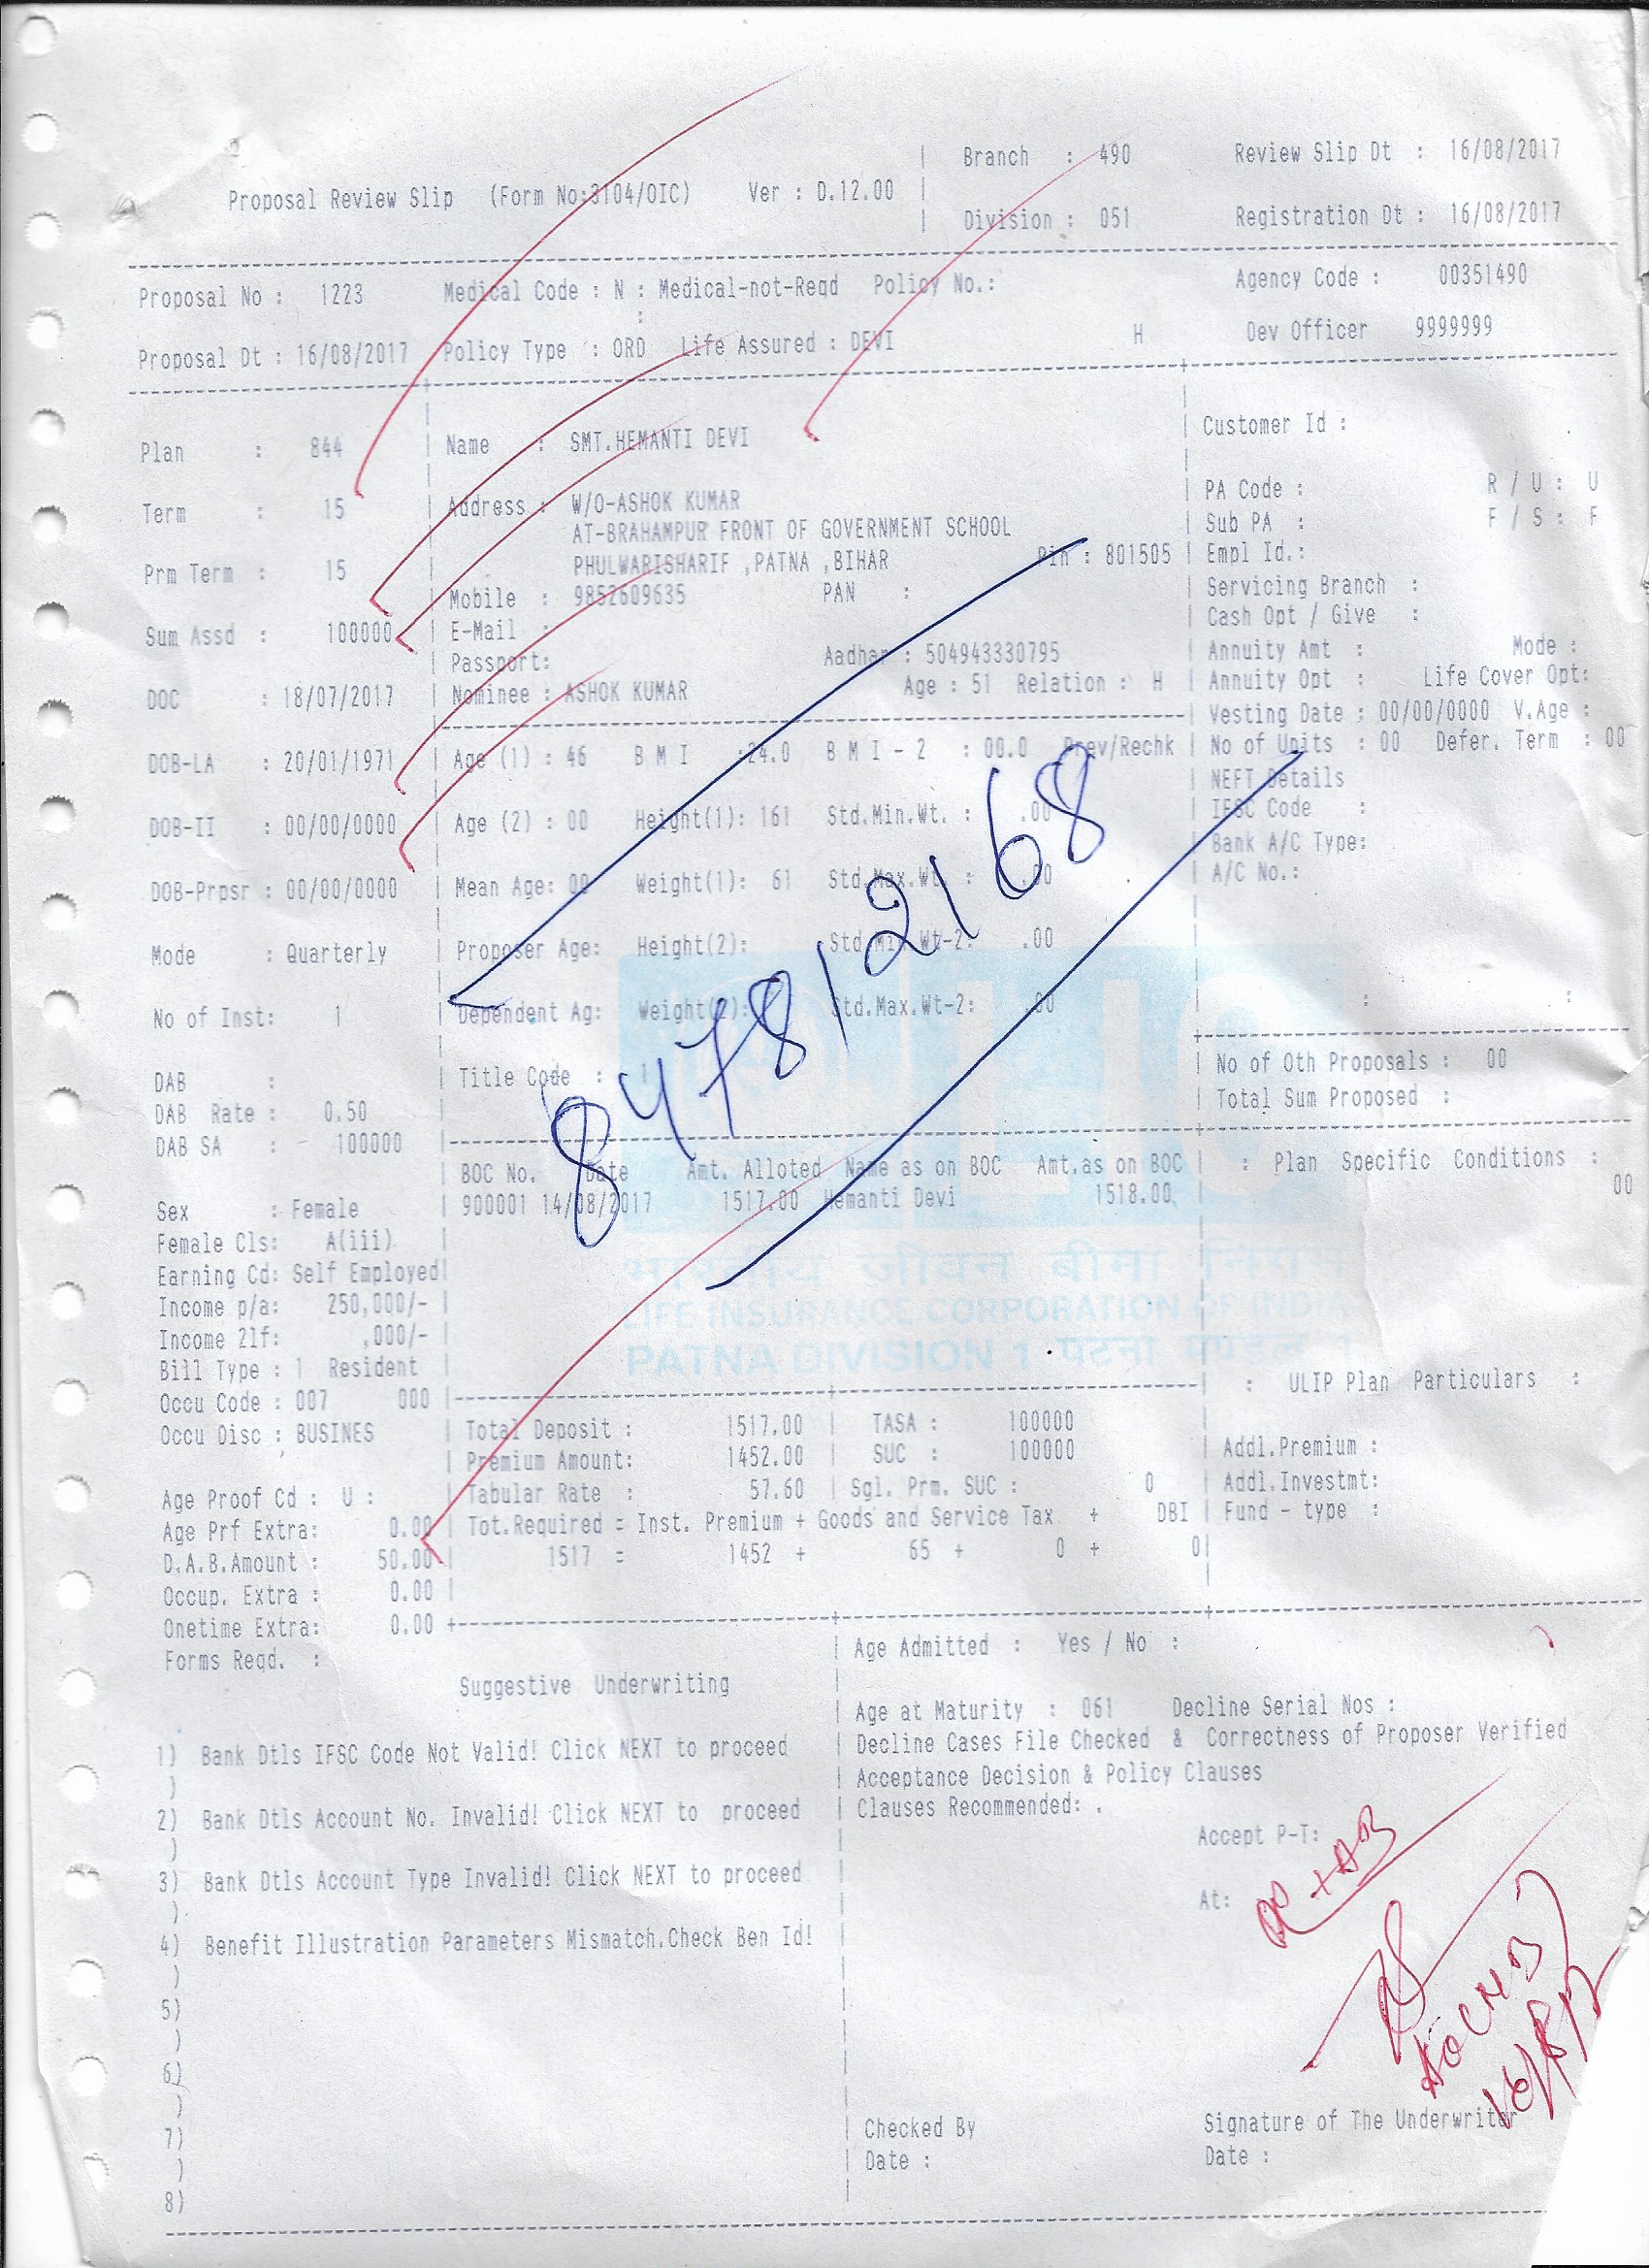 Branch : 490 Review Slip Dt : 16/08/2017
Proposal Review Slip (Form No:3104/OIC) Ver : D.12.00
Division : 051 Registration Dt : 16/08/2017
Proposal No : 1223 Medical Code : N : Medical-not-Reqd Policy No.: Agency Code : 00351490
:
Proposal Dt : 16/08/2017 Policy Type : ORD Life Assured : DEVI H Dev Officer 9999999
Plan : 844 Name : SMT.HEMANTI DEVI Customer Id :
Term : 15 Address : W/O-ASHOK KUMAR PA Code : R / U : U
AT-BRAHAMPUR FRONT OF GOVERNMENT SCHOOL Sub PA : F / S : F
Prm Term : 15 PHULWARISHARIF ,PATNA ,BIHAR Pin : 801505 Empl Id.:
Mobile : 9852609635 PAN : Servicing Branch :
Sum Assd : 100000 E-Mail : Cash Opt / Give :
Passport: Aadhar : 504943330795 Annuity Amt : Mode :
DOC : 18/07/2017 Nominee : ASHOK KUMAR Age : 51 Relation : H Annuity Opt : Life Cover Opt:
Vesting Date : 00/00/0000 V.Age :
DOB-LA : 20/01/1971 Age (1) : 46 B M I :24.0 B M I - 2 : 00.0 Prev/Rechk No of Units : 00 Defer. Term : 00
NEFT Details
DOB-II : 00/00/0000 Age (2) : 00 Height(1): 161 Std.Min.Wt. : .00 IFSC Code :
Bank A/C Type:
DOB-Prpsr : 00/00/0000 Mean Age: 00 Weight(1): 61 Std.Max.Wt. : .00 A/C No.:
Mode : Quarterly Proposer Age: Height(2): Std.Min.Wt-2: .00
No of Inst: 1 Dependent Ag: Weight(2): Std.Max.Wt-2: .00 : :
847812168
DAB : Title Code : 1 No of Oth Proposals : 00
DAB Rate : 0.50 Total Sum Proposed :
DAB SA : 100000
BOC No. Date Amt. Alloted Name as on BOC Amt.as on BOC : Plan Specific Conditions :
900001 14/08/2017 1517.00 Hemanti Devi 1518.00 00
Sex : Female
Female Cls: A(iii)
Earning Cd: Self Employed
भारतीय जीवन बीमा निगम
Income p/a: 250,000/-
LIFE INSURANCE CORPORATION OF INDIA
Income 2lf: ,000/-
PATNA DIVISION 1 पटना मण्डल 1
Bill Type : 1 Resident
: ULIP Plan Particulars :
Occu Code : 007 000
Occu Disc : BUSINES Total Deposit : 1517.00 TASA : 100000
Premium Amount: 1452.00 SUC : 100000 Addl.Premium :
Age Proof Cd : U : Tabular Rate : 57.60 Sgl. Prm. SUC : 0 Addl.Investmt:
Age Prf Extra: 0.00 Tot.Required = Inst. Premium + Goods and Service Tax + DBI Fund - type :
D.A.B.Amount : 50.00 1517 = 1452 + 65 + 0 + 0
Occup. Extra : 0.00
Onetime Extra: 0.00
Forms Reqd. : Age Admitted : Yes / No :
Suggestive Underwriting
Age at Maturity : 061 Decline Serial Nos :
1) Bank Dtls IFSC Code Not Valid! Click NEXT to proceed Decline Cases File Checked & Correctness of Proposer Verified
) Acceptance Decision & Policy Clauses
2) Bank Dtls Account No. Invalid! Click NEXT to proceed Clauses Recommended: .
) Accept P-T:
3) Bank Dtls Account Type Invalid! Click NEXT to proceed
) At:
4) Benefit Illustration Parameters Mismatch.Check Ben Id!
)
5)
)
6)
)
7) Checked By Signature of The Underwriter
) Date : Date :
8)